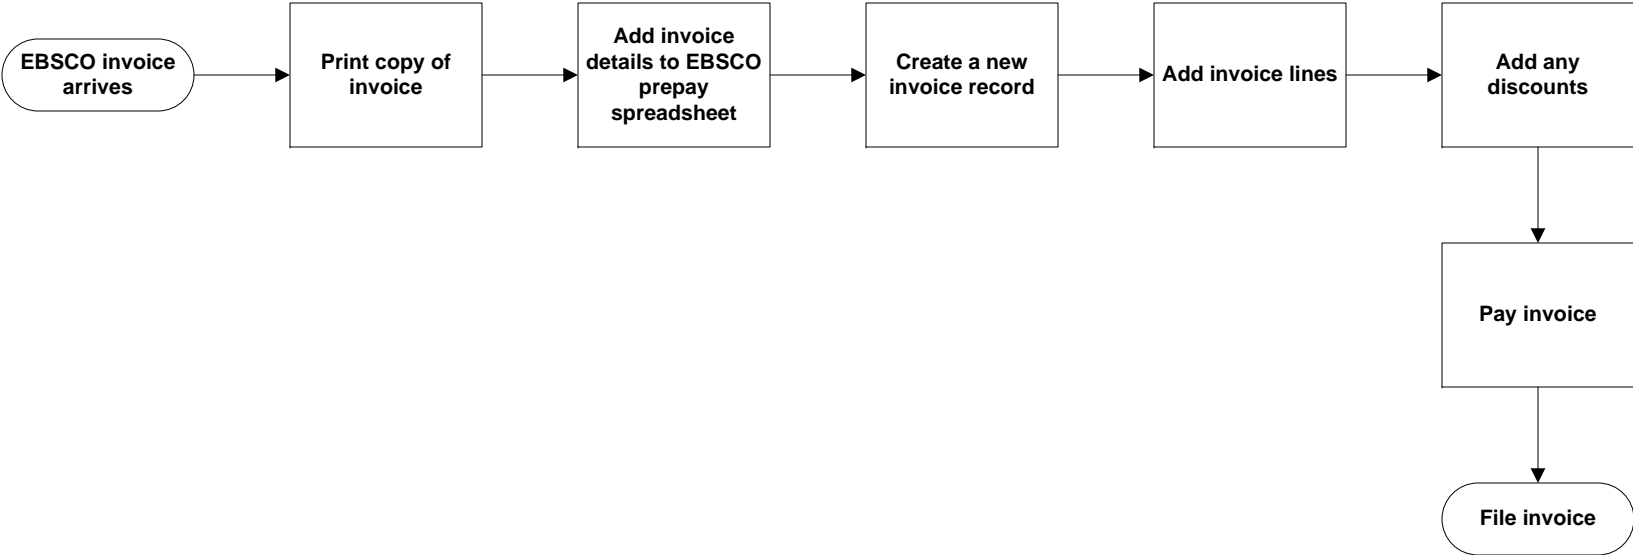 EBSCO invoice
arrives
Print copy of
invoice
Add invoice
details to EBSCO
prepay
spreadsheet
Create a new
invoice record
Add invoice lines
Add any
discounts
Pay invoice
File invoice